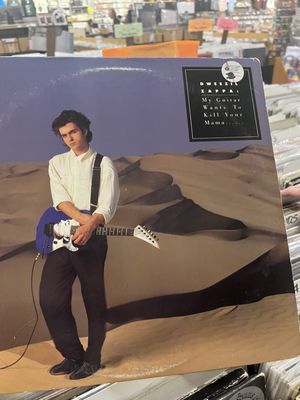 DWEEZIL
ZAPPA:
My Guitar
Wants To
Kill Your
Mama....